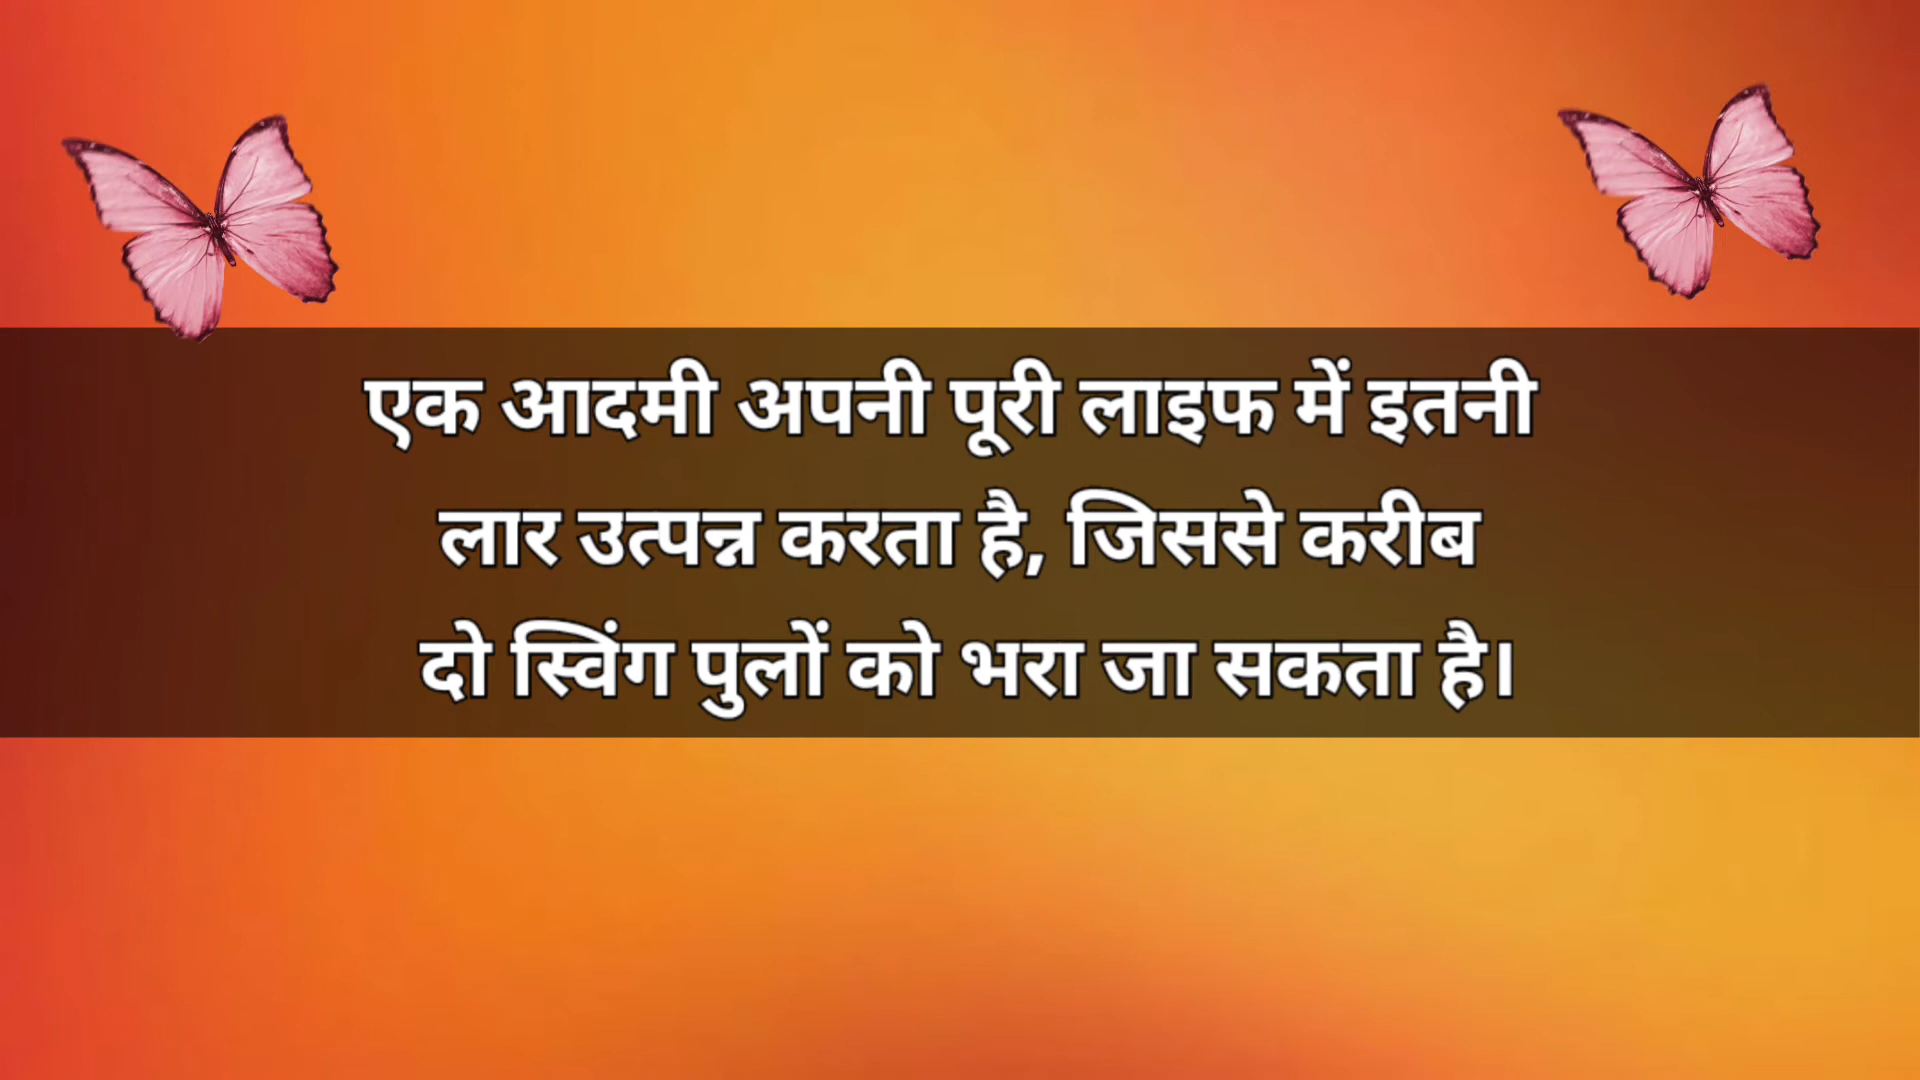 एक आदमी अपनी पूरी लाइफ में इतनी
लार उत्पन्न करता है, जिससे करीब
दो स्विंग पुलों को भरा जा सकता है।